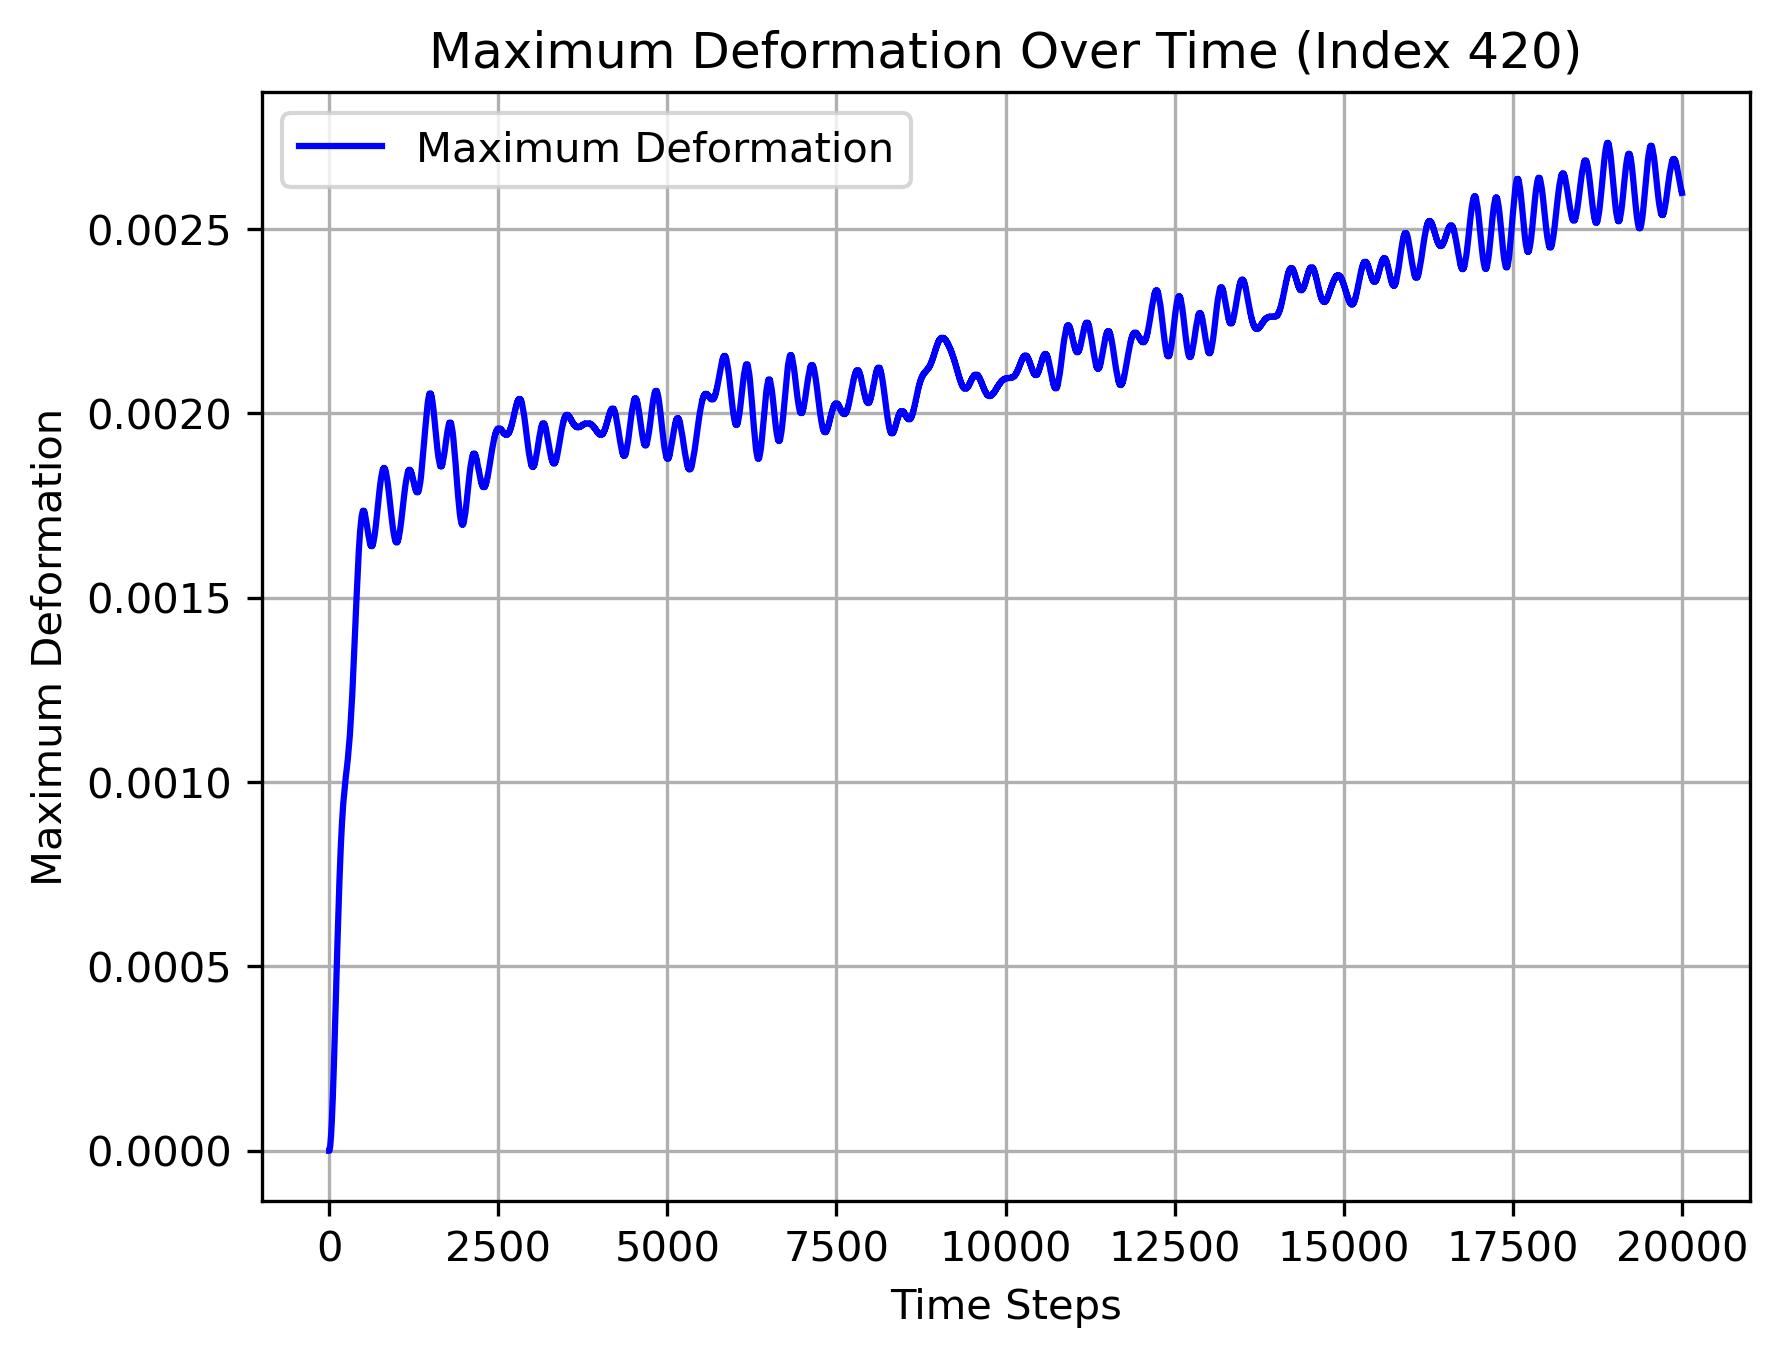 Maximum Deformation Over Time (Index 420)
Maximum Deformation
Maximum Deformation
0.0025
0.0020
0.0015
0.0010
0.0005
0.0000
0 2500 5000 7500 10000 12500 15000 17500 20000
Time Steps